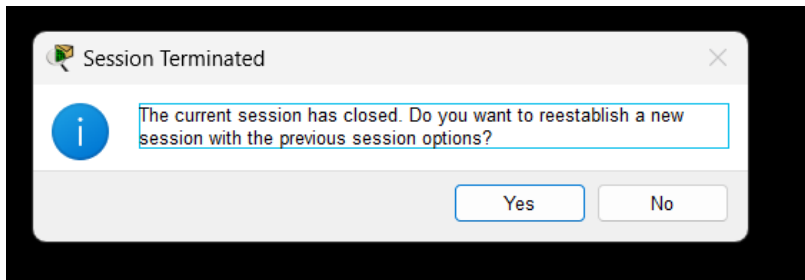 Session Terminated
The current session has closed. Do you want to reestablish a new
session with the previous session options?
Yes No